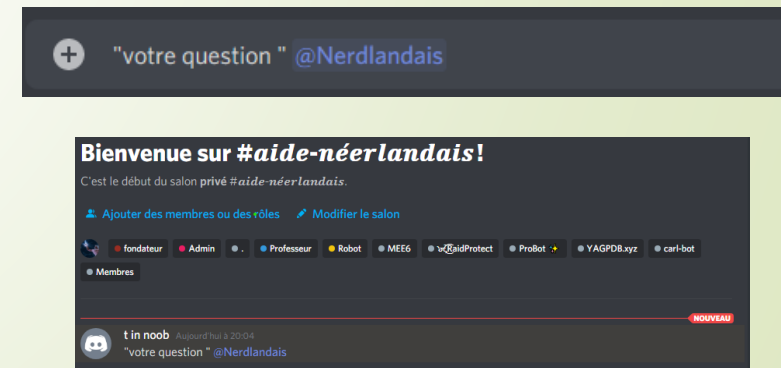 "votre question " @Nerdlandais
Bienvenue sur #aide-néerlandais!
C'est le début du salon privé #aide-néerlandais.
Ajouter des membres ou des rôles Modifier le salon
fondateur Admin . Professeur Robot MEE6 RaidProtect ProBot ✨ YAGPDB.xyz carl-bot
Membres
NOUVEAU
t in noob Aujourd'hui à 20:04
"votre question " @Nerdlandais